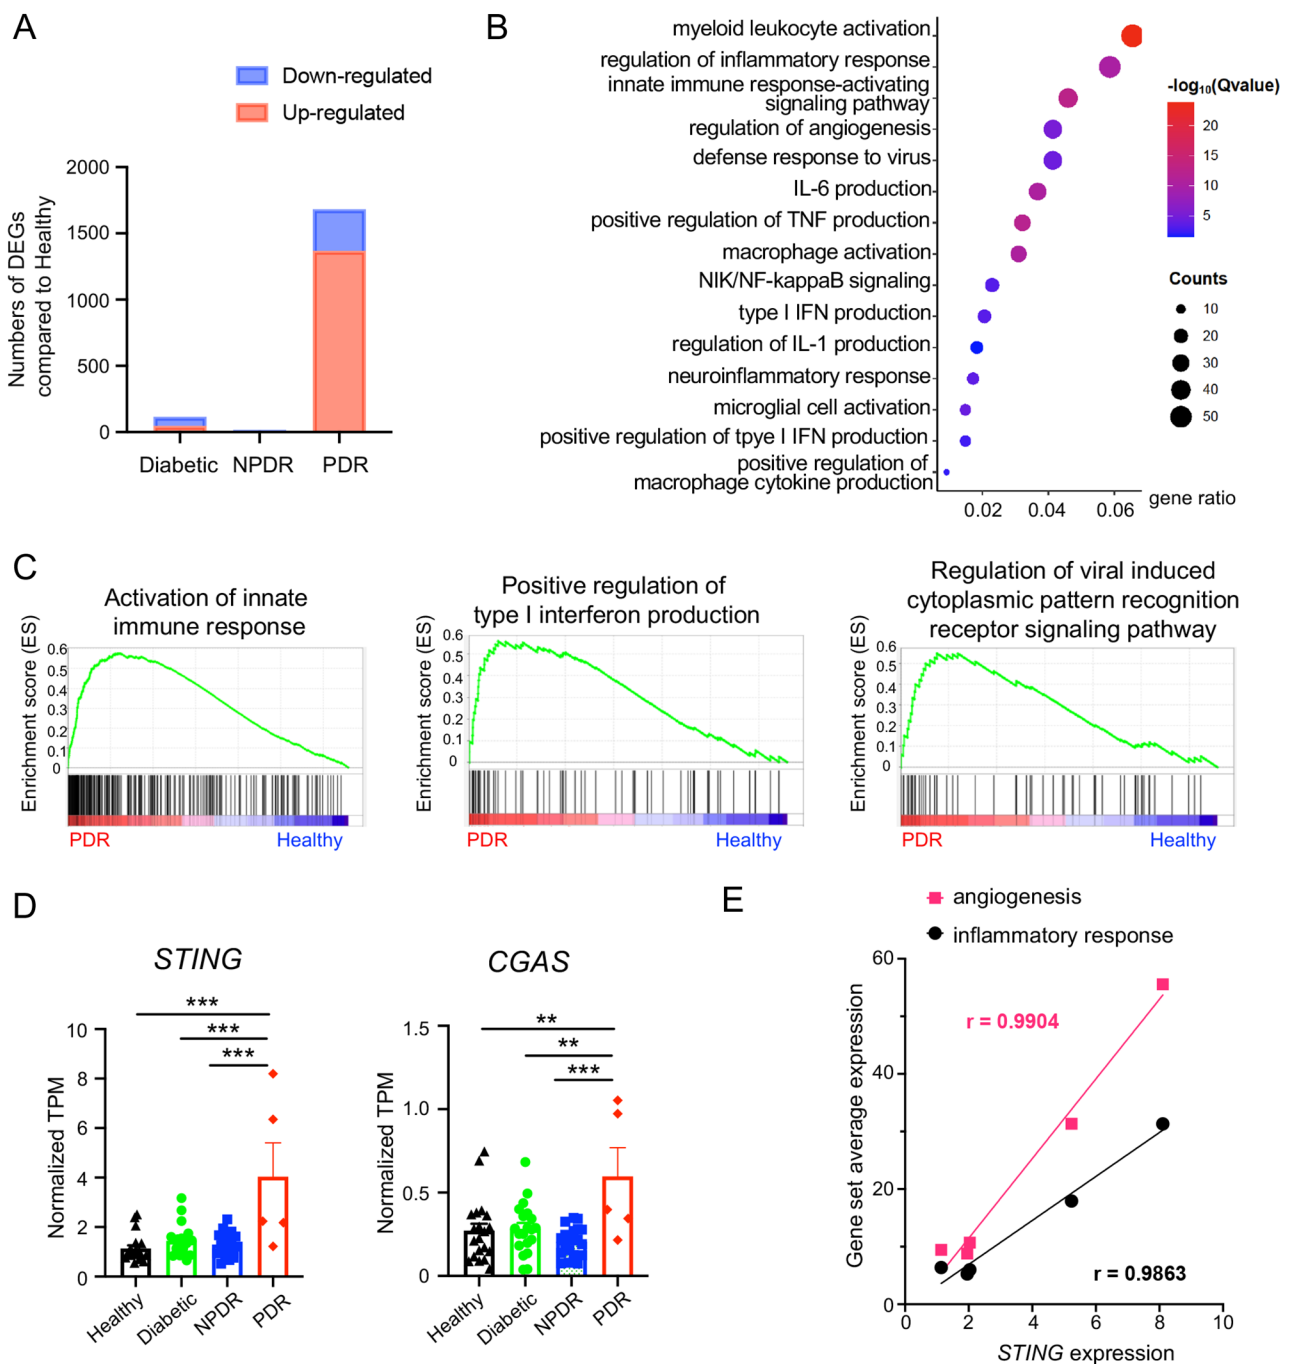 A
Down-regulated
Up-regulated
Numbers of DEGs
compared to Healthy
2000
1500
1000
500
0
Diabetic
NPDR
PDR
B
myeloid leukocyte activation
regulation of inflammatory response
innate immune response-activating
signaling pathway
regulation of angiogenesis
defense response to virus
IL-6 production
positive regulation of TNF production
macrophage activation
NIK/NF-kappaB signaling
type I IFN production
regulation of IL-1 production
neuroinflammatory response
microglial cell activation
positive regulation of tpye I IFN production
positive regulation of
macrophage cytokine production
0.02
0.04
0.06
gene ratio
-log10(Qvalue)
20
15
10
5
Counts
10
20
30
40
50
C
Activation of innate
immune response
Enrichment score (ES)
0.6
0.5
0.4
0.3
0.2
0.1
0
PDR
Healthy
Positive regulation of
type I interferon production
Enrichment score (ES)
0.6
0.5
0.4
0.3
0.2
0.1
0
PDR
Healthy
Regulation of viral induced
cytoplasmic pattern recognition
receptor signaling pathway
Enrichment score (ES)
0.6
0.5
0.4
0.3
0.2
0.1
0
PDR
Healthy
D
STING
***
***
***
Normalized TPM
10
8
6
4
2
0
Healthy
Diabetic
NPDR
PDR
CGAS
**
**
***
Normalized TPM
1.5
1.0
0.5
0
Healthy
Diabetic
NPDR
PDR
E
angiogenesis
inflammatory response
Gene set average expression
60
40
20
0
r = 0.9904
r = 0.9863
0
2
4
6
8
10
STING expression